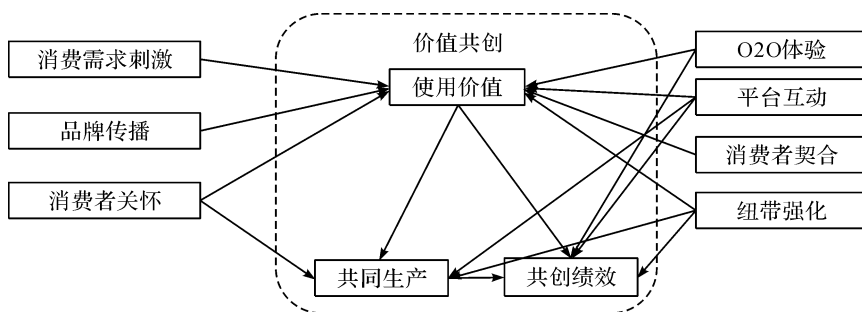 价值共创
消费需求刺激
使用价值
O2O体验
品牌传播
平台互动
消费者关怀
消费者契合
纽带强化
共同生产
共创绩效